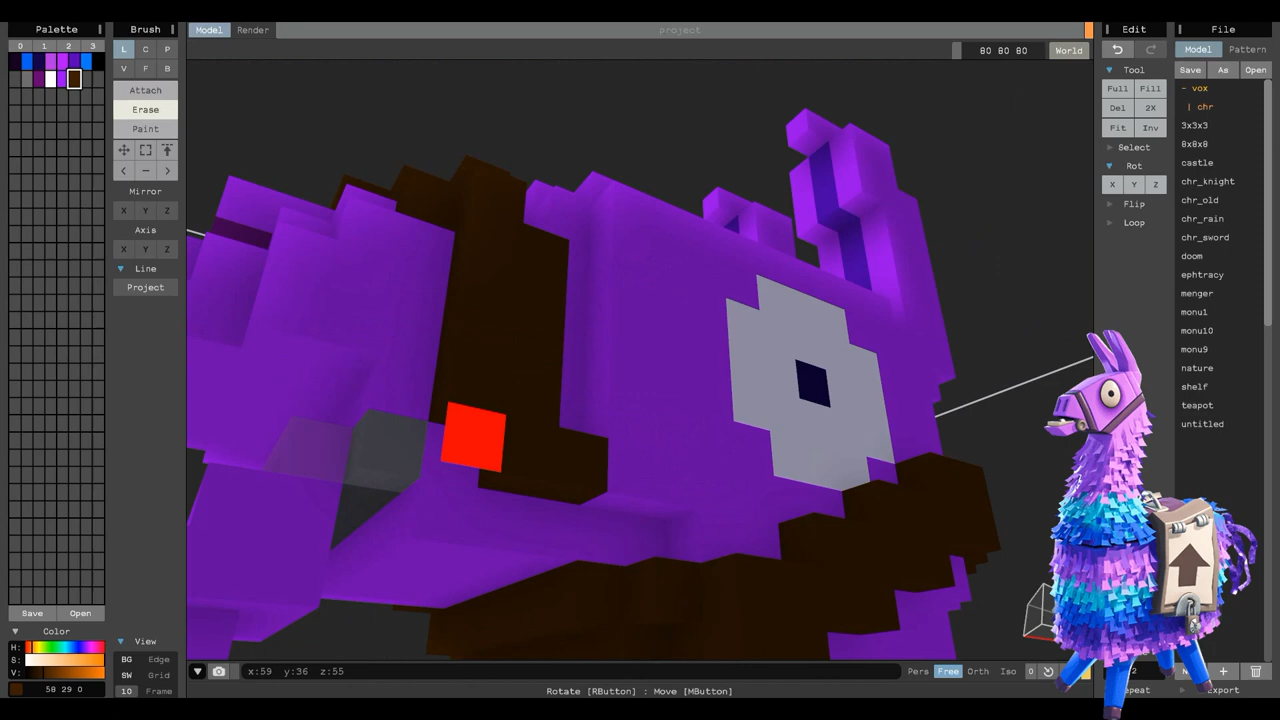 Palette
Brush
Model Render
project
Edit
File
0 1 2 3
L C P
V F B
Attach
Erase
Paint
Mirror
X Y Z
Axis
X Y Z
Line
Project
80 80 80 World
Tool
Full Fill
Del 2X
Fit Inv
Select
Rot
X Y Z
Flip
Loop
Model Pattern
Save As Open
- vox
| chr
3x3x3
8x8x8
castle
chr_knight
chr_old
chr_rain
chr_sword
doom
ephtracy
menger
monu1
monu10
monu9
nature
shelf
teapot
untitled
Save Open
Color
H:
S:
V:
58 29 0
View
BG Edge
SW Grid
10 Frame
x:59 y:36 z:55
Pers Free Orth Iso 0
2
+
Export
Rotate [RButton] : Move [MButton]